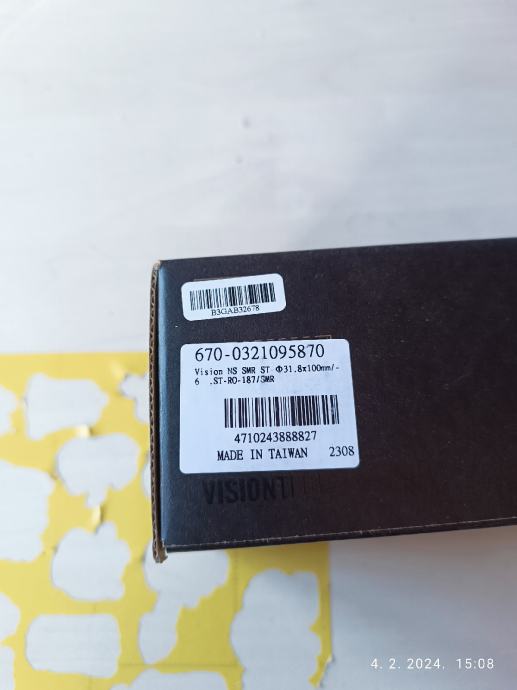 B3GAB32678
670-0321095870
Vision NS SMR ST Φ31.8x100mm/-
6 .ST-RO-187/SMR
4710243888827
MADE IN TAIWAN 2308
VISION
4. 2. 2024, 15:08